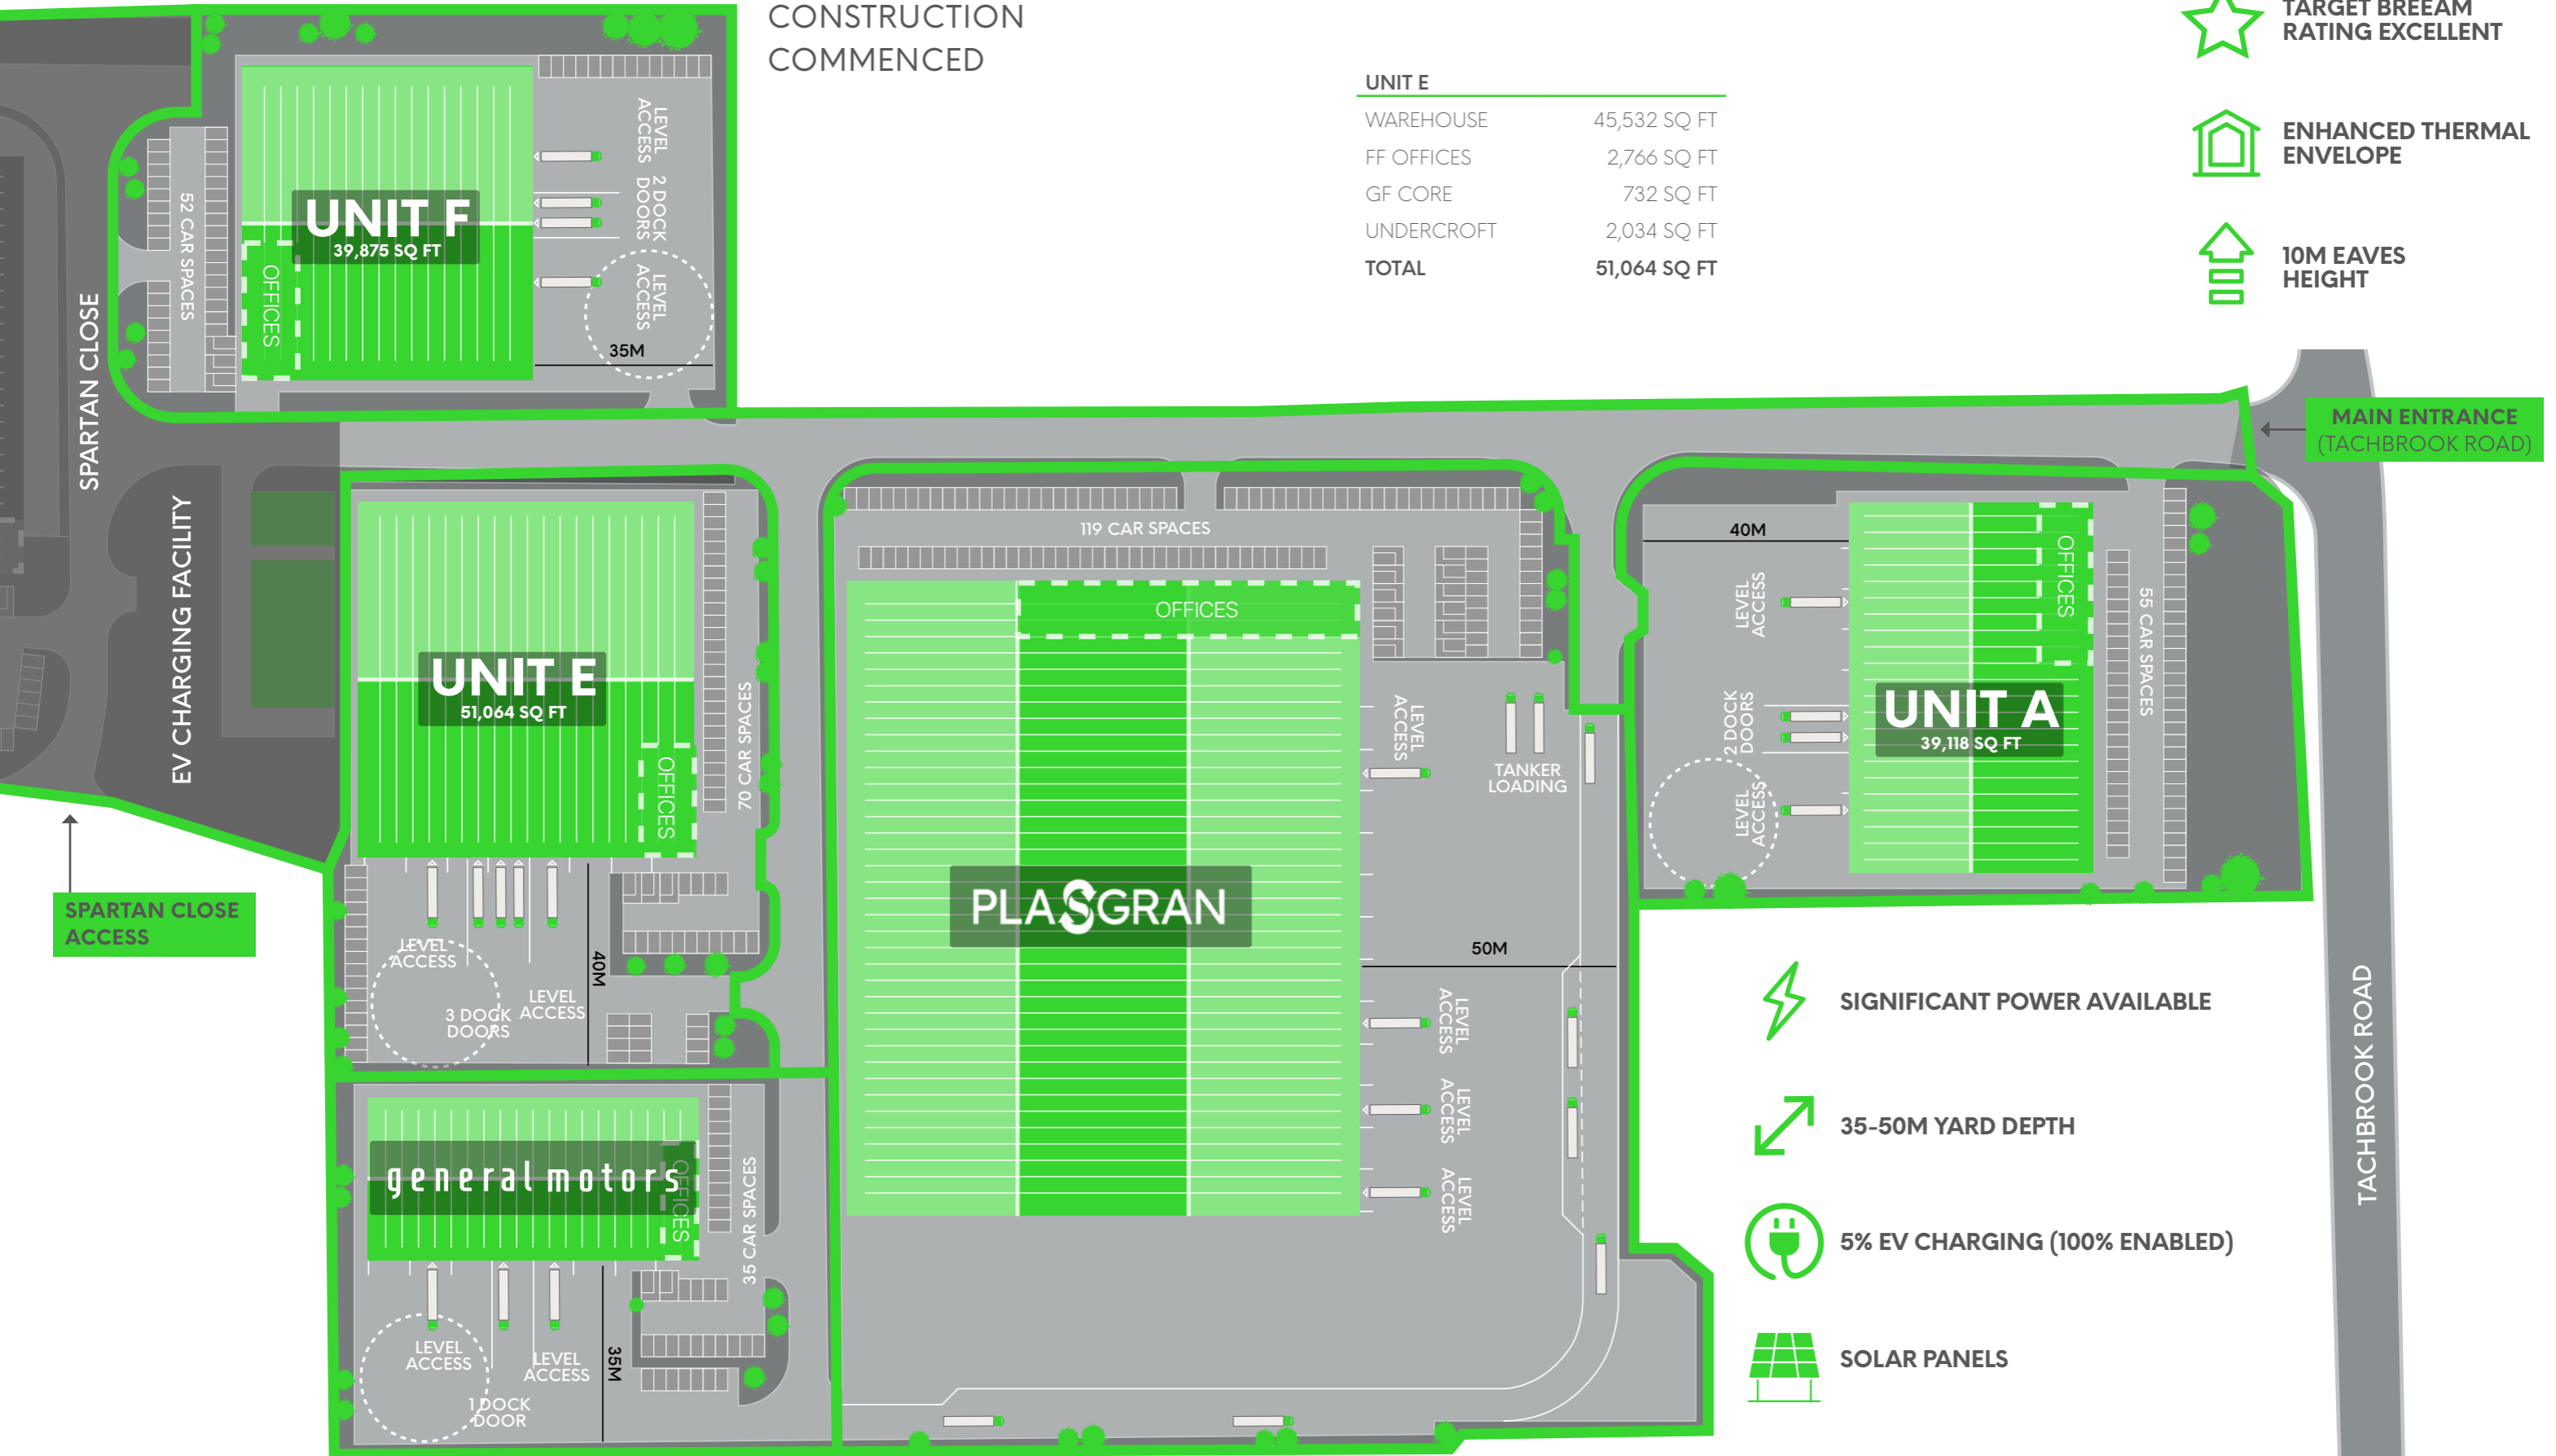 CONSTRUCTION
COMMENCED
UNIT E
WAREHOUSE 45,532 SQ FT
FF OFFICES 2,766 SQ FT
GF CORE 732 SQ FT
UNDERCROFT 2,034 SQ FT
TOTAL 51,064 SQ FT
TARGET BREEAM
RATING EXCELLENT
ENHANCED THERMAL
ENVELOPE
10M EAVES
HEIGHT
UNIT F
39,875 SQ FT
OFFICES
52 CAR SPACES
LEVEL
ACCESS
2 DOCK
DOORS
LEVEL
ACCESS
35M
SPARTAN CLOSE
EV CHARGING FACILITY
MAIN ENTRANCE
(TACHBROOK ROAD)
UNIT E
51,064 SQ FT
OFFICES
70 CAR SPACES
LEVEL
ACCESS
3 DOCK
DOORS
LEVEL
ACCESS
40M
SPARTAN CLOSE
ACCESS
119 CAR SPACES
OFFICES
PLASGRAN
LEVEL
ACCESS
TANKER
LOADING
50M
LEVEL
ACCESS
LEVEL
ACCESS
LEVEL
ACCESS
40M
LEVEL
ACCESS
2 DOCK
DOORS
LEVEL
ACCESS
UNIT A
39,118 SQ FT
OFFICES
55 CAR SPACES
general motors
OFFICES
35 CAR SPACES
LEVEL
ACCESS
1 DOCK
DOOR
LEVEL
ACCESS
35M
SIGNIFICANT POWER AVAILABLE
35-50M YARD DEPTH
5% EV CHARGING (100% ENABLED)
SOLAR PANELS
TACHBROOK ROAD